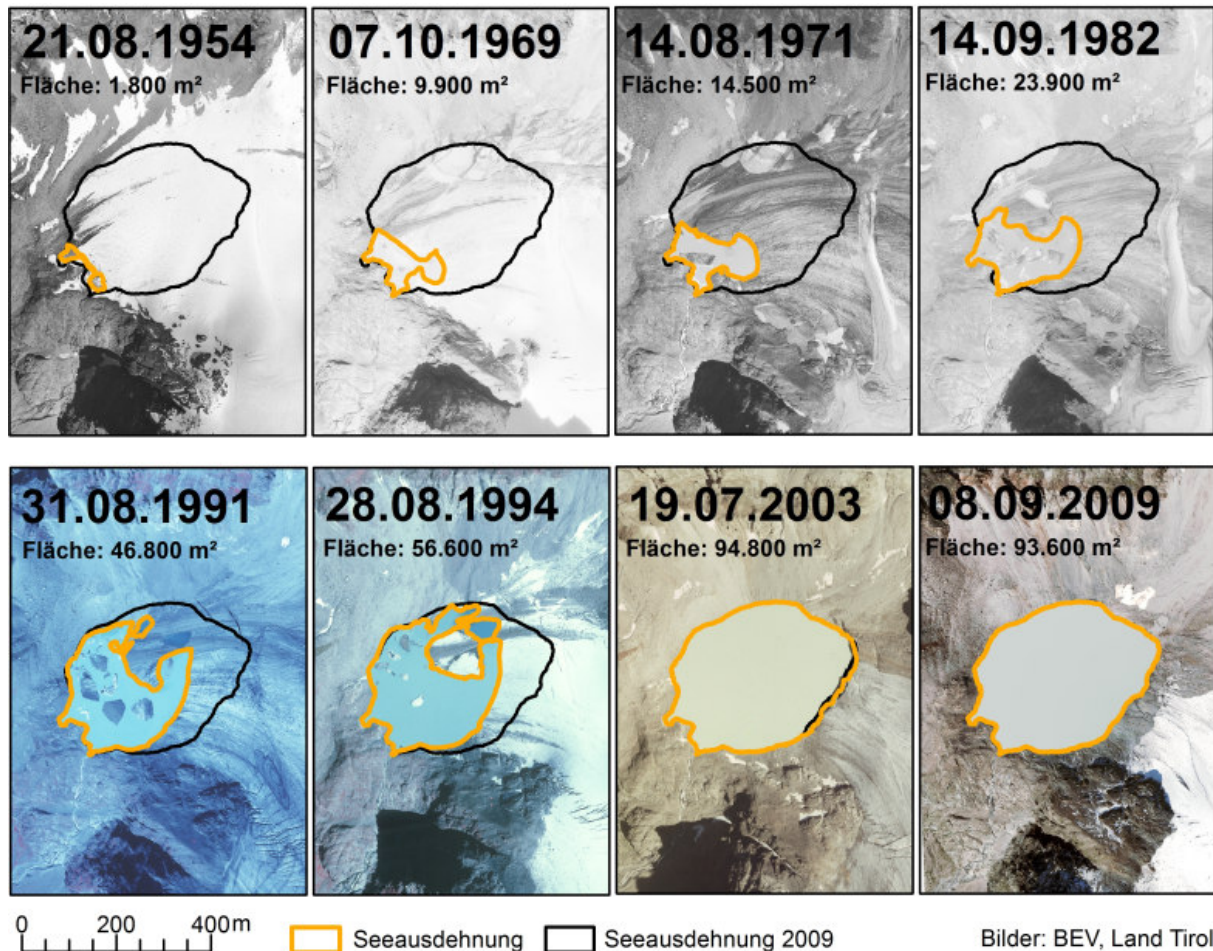 21.08.1954
Fläche: 1.800 m²
07.10.1969
Fläche: 9.900 m²
14.08.1971
Fläche: 14.500 m²
14.09.1982
Fläche: 23.900 m²
31.08.1991
Fläche: 46.800 m²
28.08.1994
Fläche: 56.600 m²
19.07.2003
Fläche: 94.800 m²
08.09.2009
Fläche: 93.600 m²
0 200 400m
Seeausdehnung
Seeausdehnung 2009
Bilder: BEV, Land Tirol